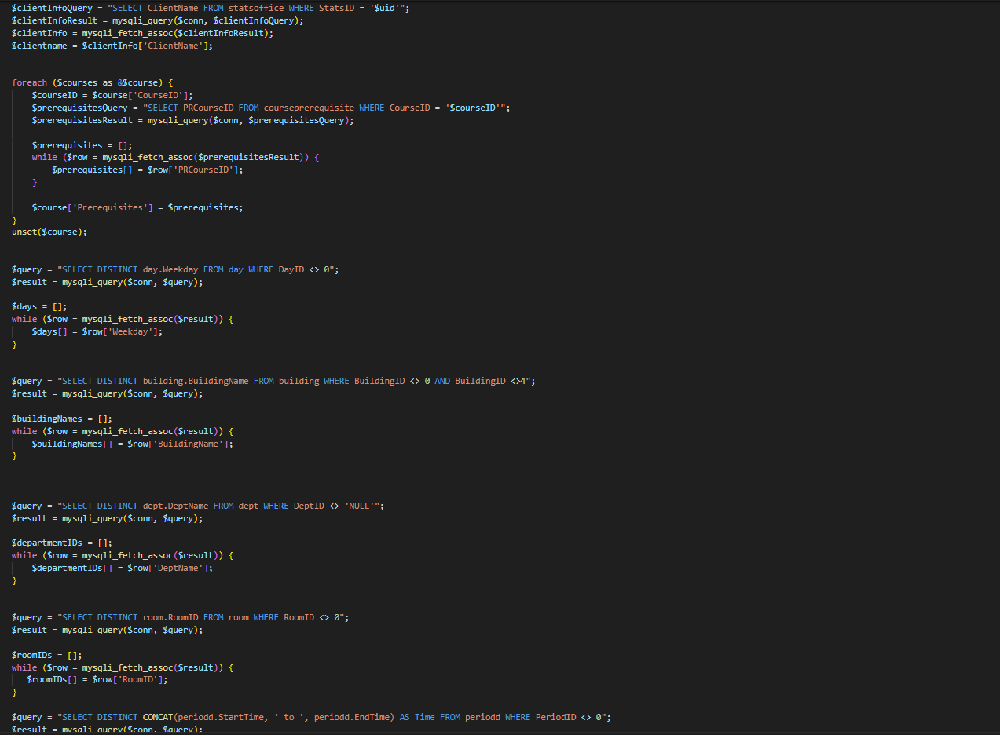 $clientInfoQuery = "SELECT ClientName FROM statsoffice WHERE StatsID = '$uid'";
$clientInfoResult = mysqli_query($conn, $clientInfoQuery);
$clientInfo = mysqli_fetch_assoc($clientInfoResult);
$clientname = $clientInfo['ClientName'];
foreach ($courses as &$course) {
$courseID = $course['CourseID'];
$prerequisitesQuery = "SELECT PRCourseID FROM courseprerequisite WHERE CourseID = '$courseID'";
$prerequisitesResult = mysqli_query($conn, $prerequisitesQuery);
$prerequisites = [];
while ($row = mysqli_fetch_assoc($prerequisitesResult)) {
$prerequisites[] = $row['PRCourseID'];
}
$course['Prerequisites'] = $prerequisites;
}
unset($course);
$query = "SELECT DISTINCT day.Weekday FROM day WHERE DayID <> 0";
$result = mysqli_query($conn, $query);
$days = [];
while ($row = mysqli_fetch_assoc($result)) {
$days[] = $row['Weekday'];
}
$query = "SELECT DISTINCT building.BuildingName FROM building WHERE BuildingID <> 0 AND BuildingID <>4";
$result = mysqli_query($conn, $query);
$buildingNames = [];
while ($row = mysqli_fetch_assoc($result)) {
$buildingNames[] = $row['BuildingName'];
}
$query = "SELECT DISTINCT dept.DeptName FROM dept WHERE DeptID <> 'NULL'";
$result = mysqli_query($conn, $query);
$departmentIDs = [];
while ($row = mysqli_fetch_assoc($result)) {
$departmentIDs[] = $row['DeptName'];
}
$query = "SELECT DISTINCT room.RoomID FROM room WHERE RoomID <> 0";
$result = mysqli_query($conn, $query);
$roomIDs = [];
while ($row = mysqli_fetch_assoc($result)) {
$roomIDs[] = $row['RoomID'];
}
$query = "SELECT DISTINCT CONCAT(periodd.StartTime, ' to ', periodd.EndTime) AS Time FROM periodd WHERE PeriodID <> 0";
$result = mysqli_query($conn, $query);